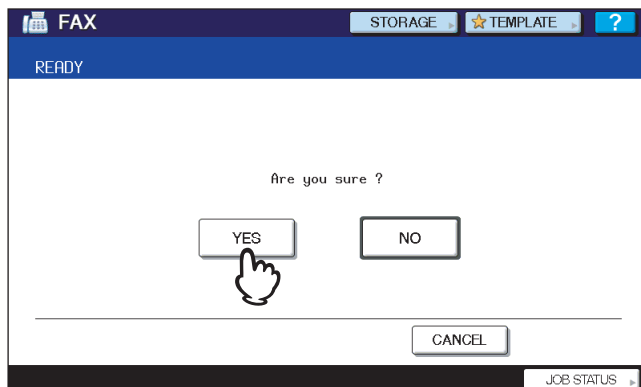 FAX STORAGE TEMPLATE ?
READY
Are you sure ?
YES NO
CANCEL
JOB STATUS